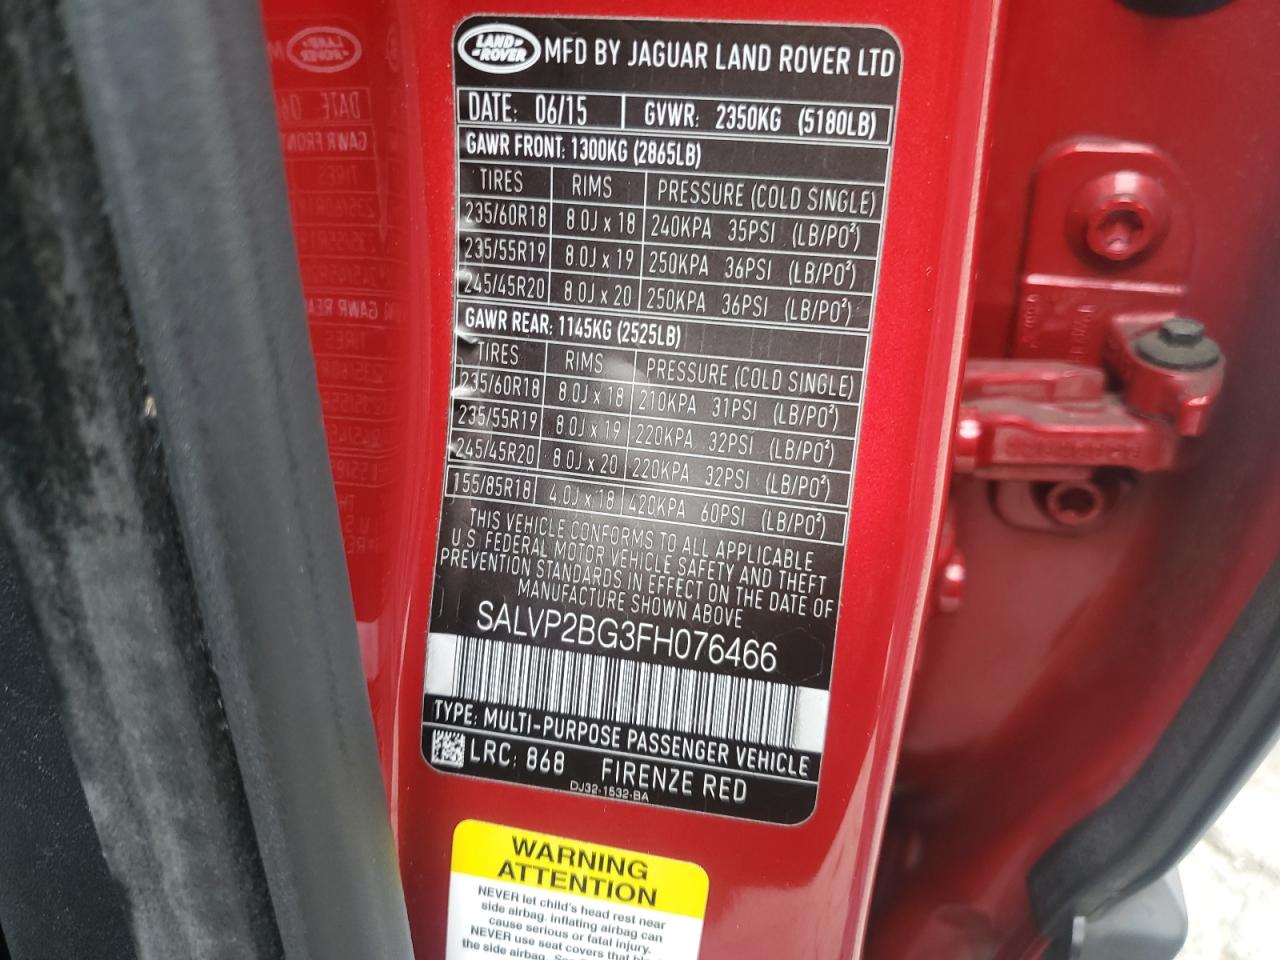 LAND ROVER MFD BY JAGUAR LAND ROVER LTD
DATE: 06/15 GVWR: 2350KG (5180LB)
GAWR FRONT: 1300KG (2865LB)
TIRES RIMS PRESSURE (COLD SINGLE)
235/60R18 8.0J x 18 240KPA 35PSI (LB/PO²)
235/55R19 8.0J x 19 250KPA 36PSI (LB/PO²)
245/45R20 8.0J x 20 250KPA 36PSI (LB/PO²)
GAWR REAR: 1145KG (2525LB)
TIRES RIMS PRESSURE (COLD SINGLE)
235/60R18 8.0J x 18 210KPA 31PSI (LB/PO²)
235/55R19 8.0J x 19 220KPA 32PSI (LB/PO²)
245/45R20 8.0J x 20 220KPA 32PSI (LB/PO²)
155/85R18 4.0J x 18 420KPA 60PSI (LB/PO²)
THIS VEHICLE CONFORMS TO ALL APPLICABLE
U.S. FEDERAL MOTOR VEHICLE SAFETY AND THEFT
PREVENTION STANDARDS IN EFFECT ON THE DATE OF
MANUFACTURE SHOWN ABOVE
SALVP2BG3FH076466
TYPE: MULTI-PURPOSE PASSENGER VEHICLE
LRC: 868 FIRENZE RED
DJ32-1532-BA
WARNING
ATTENTION
NEVER let child's head rest near
side airbag. inflating airbag can
cause serious or fatal injury.
NEVER use seat covers that
the side airbag.